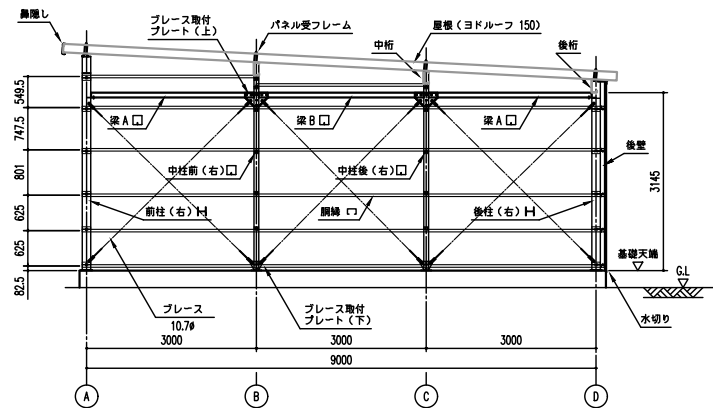 鼻隠し
ブレース取付
プレート(上)
パネル受フレーム
中桁
屋根(ヨドルーフ 150)
後桁
549.5
747.5
801
625
625
82.5
梁A
梁B
梁A
後壁
中柱前(右)
中柱後(右)
3145
前柱(右)
胴縁
後柱(右)
基礎天端
G.L
ブレース
10.7φ
ブレース取付
プレート(下)
水切り
3000
3000
3000
9000
A
B
C
D